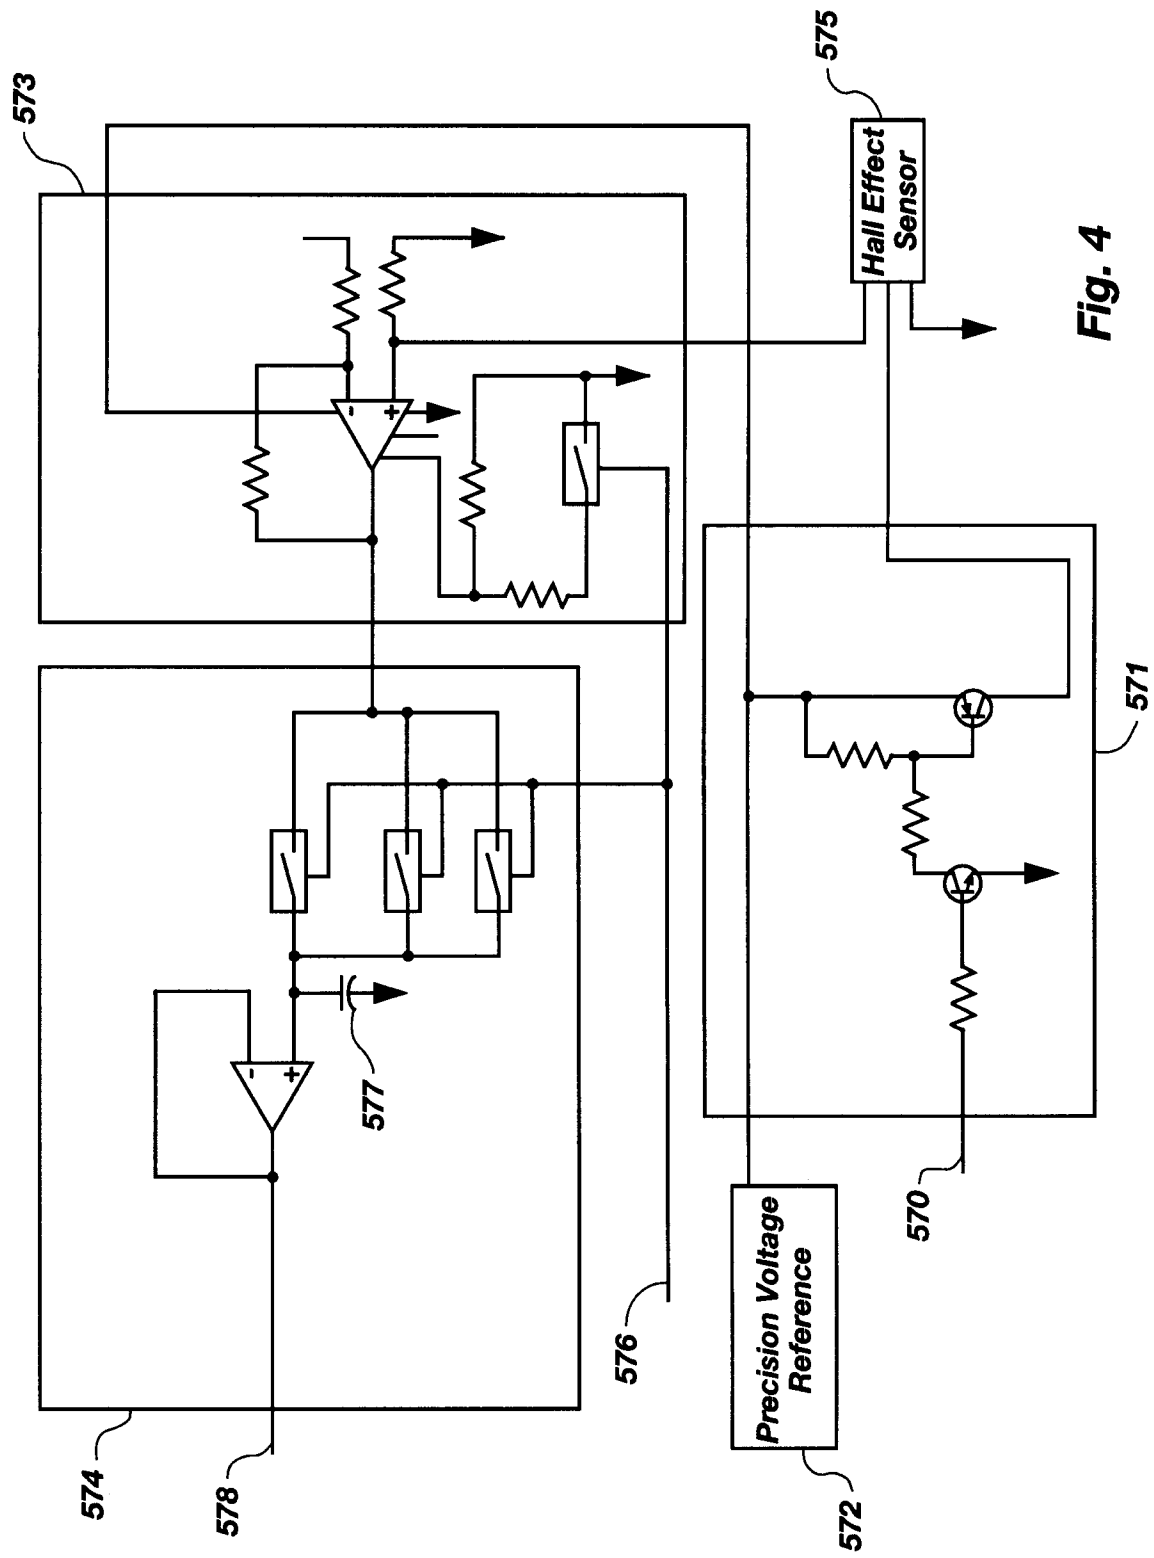 573
575
Hall Effect
Sensor
-
+
Fig. 4
571
-
+
577
570
576
Precision Voltage
Reference
574
578
572